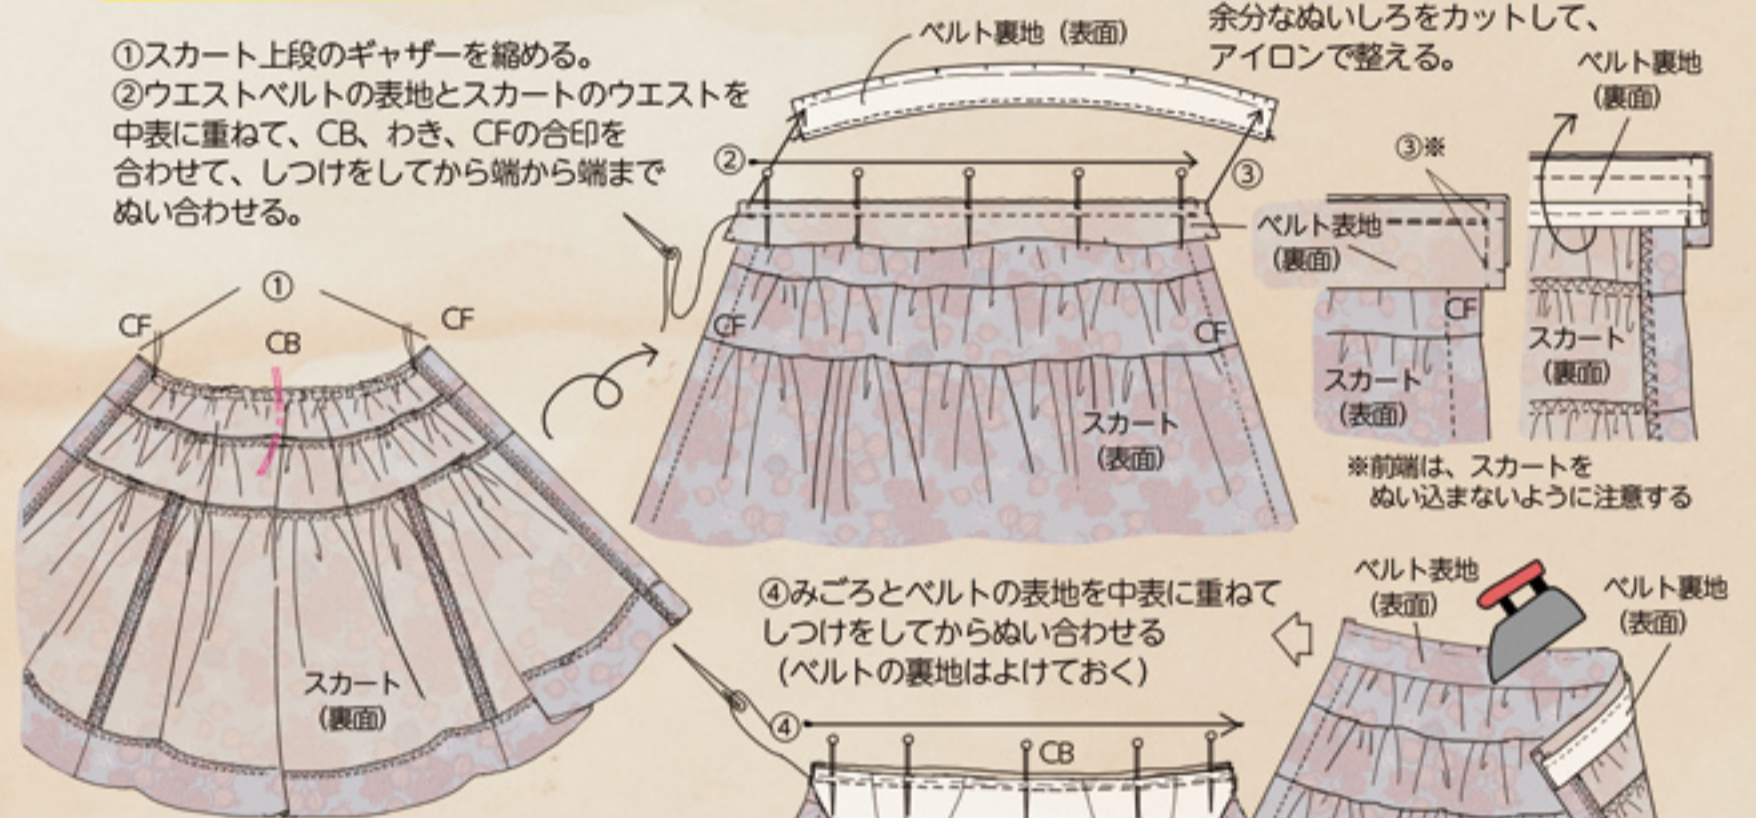 ①スカート上段のギャザーを縮める。
②ウエストベルトの表地とスカートのウエストを
中表に重ねて、CB、わき、CFの合印を
合わせて、しつけをしてから端から端まで
ぬい合わせる。
ベルト裏地（表面）
余分なぬいしろをカットして、
アイロンで整える。
ベルト裏地
（裏面）
②
③
③※
ベルト表地
（裏面）
①
CF
CB
CF
CF
CF
CF
スカート
（表面）
スカート
（表面）
スカート
（裏面）
※前端は、スカートを
ぬい込まないように注意する
スカート
（裏面）
④みごろとベルトの表地を中表に重ねて
しつけをしてからぬい合わせる
（ベルトの裏地はよけておく）
ベルト表地
（表面）
ベルト裏地
（表面）
④
CB